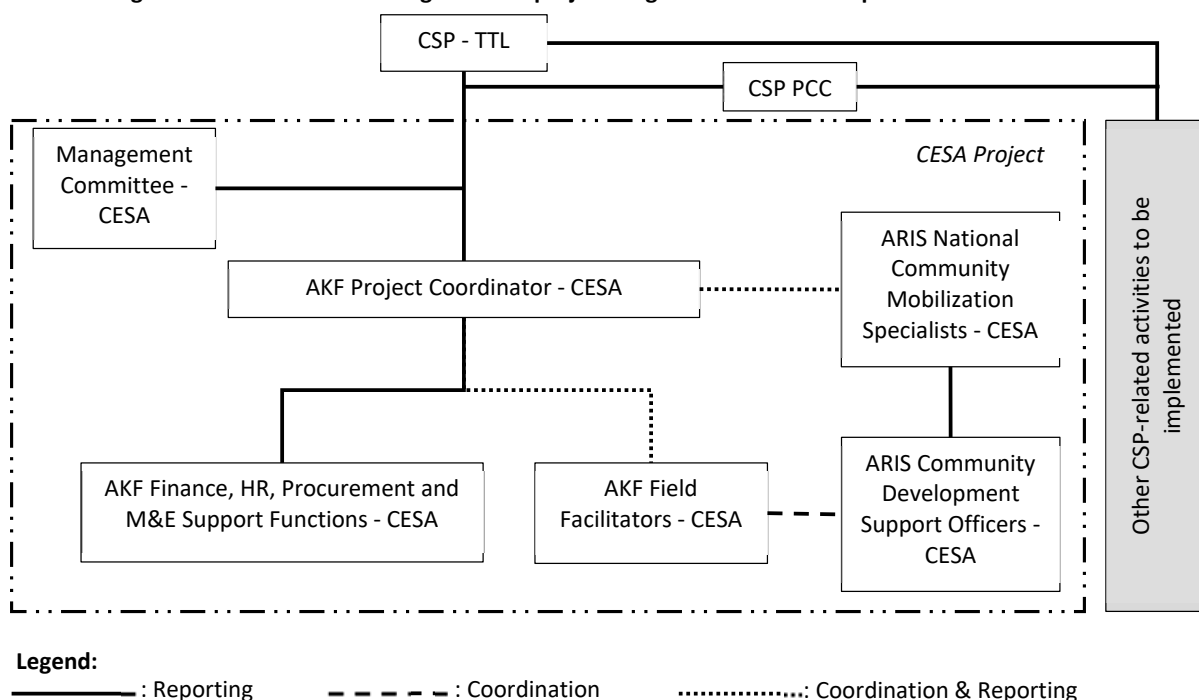 CSP - TTL
CSP PCC
Management
Committee -
CESA
CESA Project
AKF Project Coordinator - CESA
ARIS National
Community
Mobilization
Specialists - CESA
AKF Finance, HR, Procurement and
M&E Support Functions - CESA
AKF Field
Facilitators - CESA
ARIS Community
Development
Support Officers -
CESA
Other CSP-related activities to be
implemented
Legend:
: Reporting
: Coordination
: Coordination & Reporting